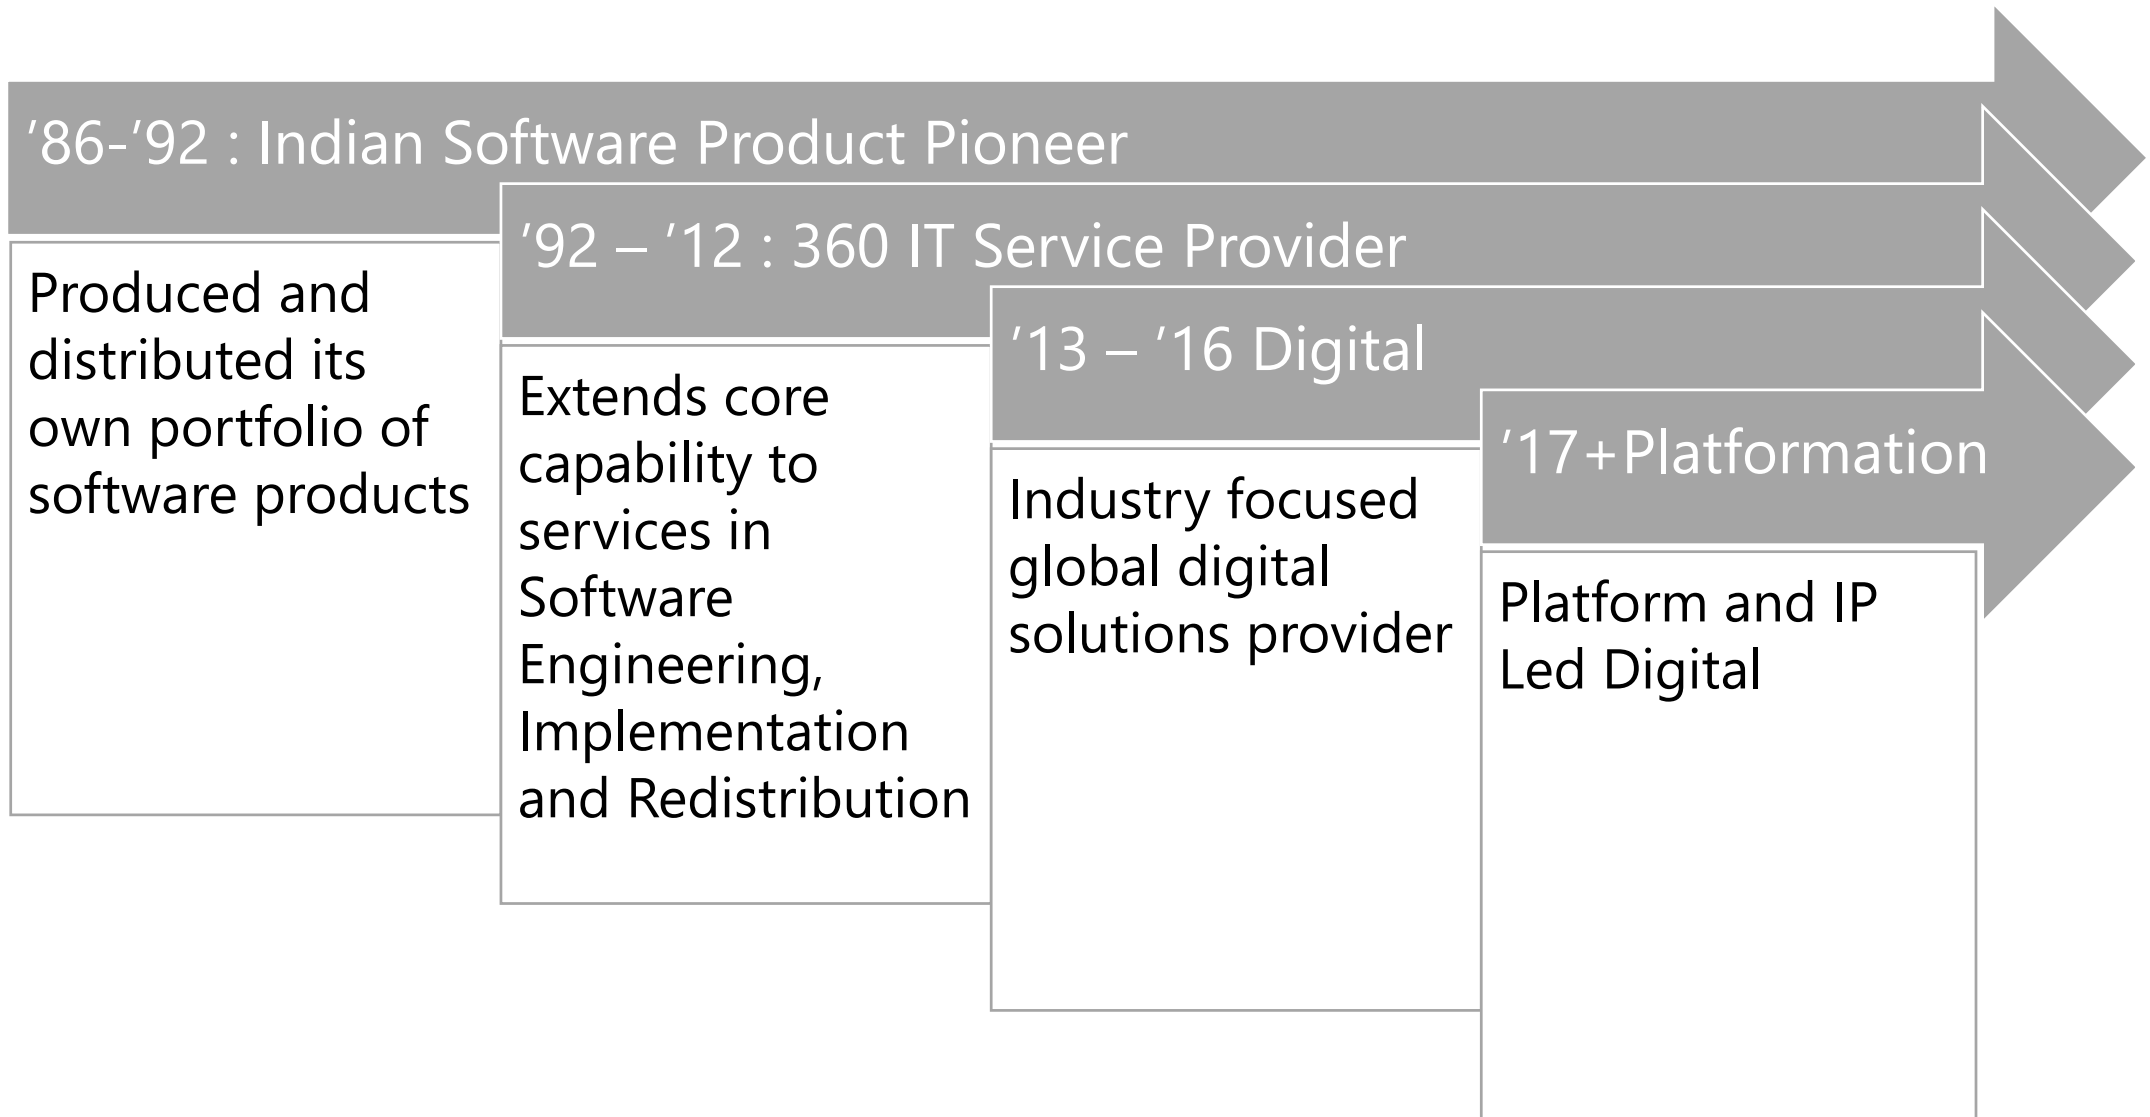 ’86-’92 : Indian Software Product Pioneer
Produced and
distributed its
own portfolio of
software products
’92 – ’12 : 360 IT Service Provider
Extends core
capability to
services in
Software
Engineering,
Implementation
and Redistribution
’13 – ’16 Digital
Industry focused
global digital
solutions provider
’17+Platformation
Platform and IP
Led Digital